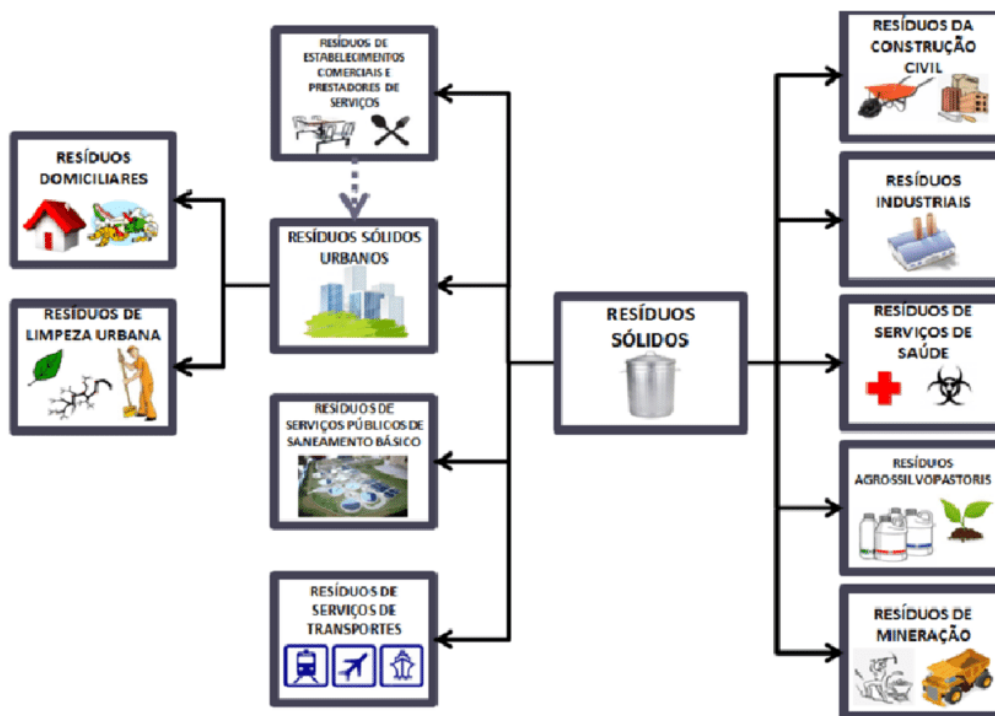 RESÍDUOS DE
ESTABELECIMENTOS
COMERCIAIS E
PRESTADORES DE
SERVIÇOS
RESÍDUOS
DOMICILIARES
RESÍDUOS DE
LIMPEZA URBANA
RESÍDUOS SÓLIDOS
URBANOS
RESÍDUOS DE
SERVIÇOS PÚBLICOS DE
SANEAMENTO BÁSICO
RESÍDUOS DE
SERVIÇOS DE
TRANSPORTES
RESÍDUOS
SÓLIDOS
RESÍDUOS DA
CONSTRUÇÃO
CIVIL
RESÍDUOS
INDUSTRIAIS
RESÍDUOS DE
SERVIÇOS DE
SAÚDE
RESÍDUOS
AGROSSILVOPASTORIS
RESÍDUOS DE
MINERAÇÃO